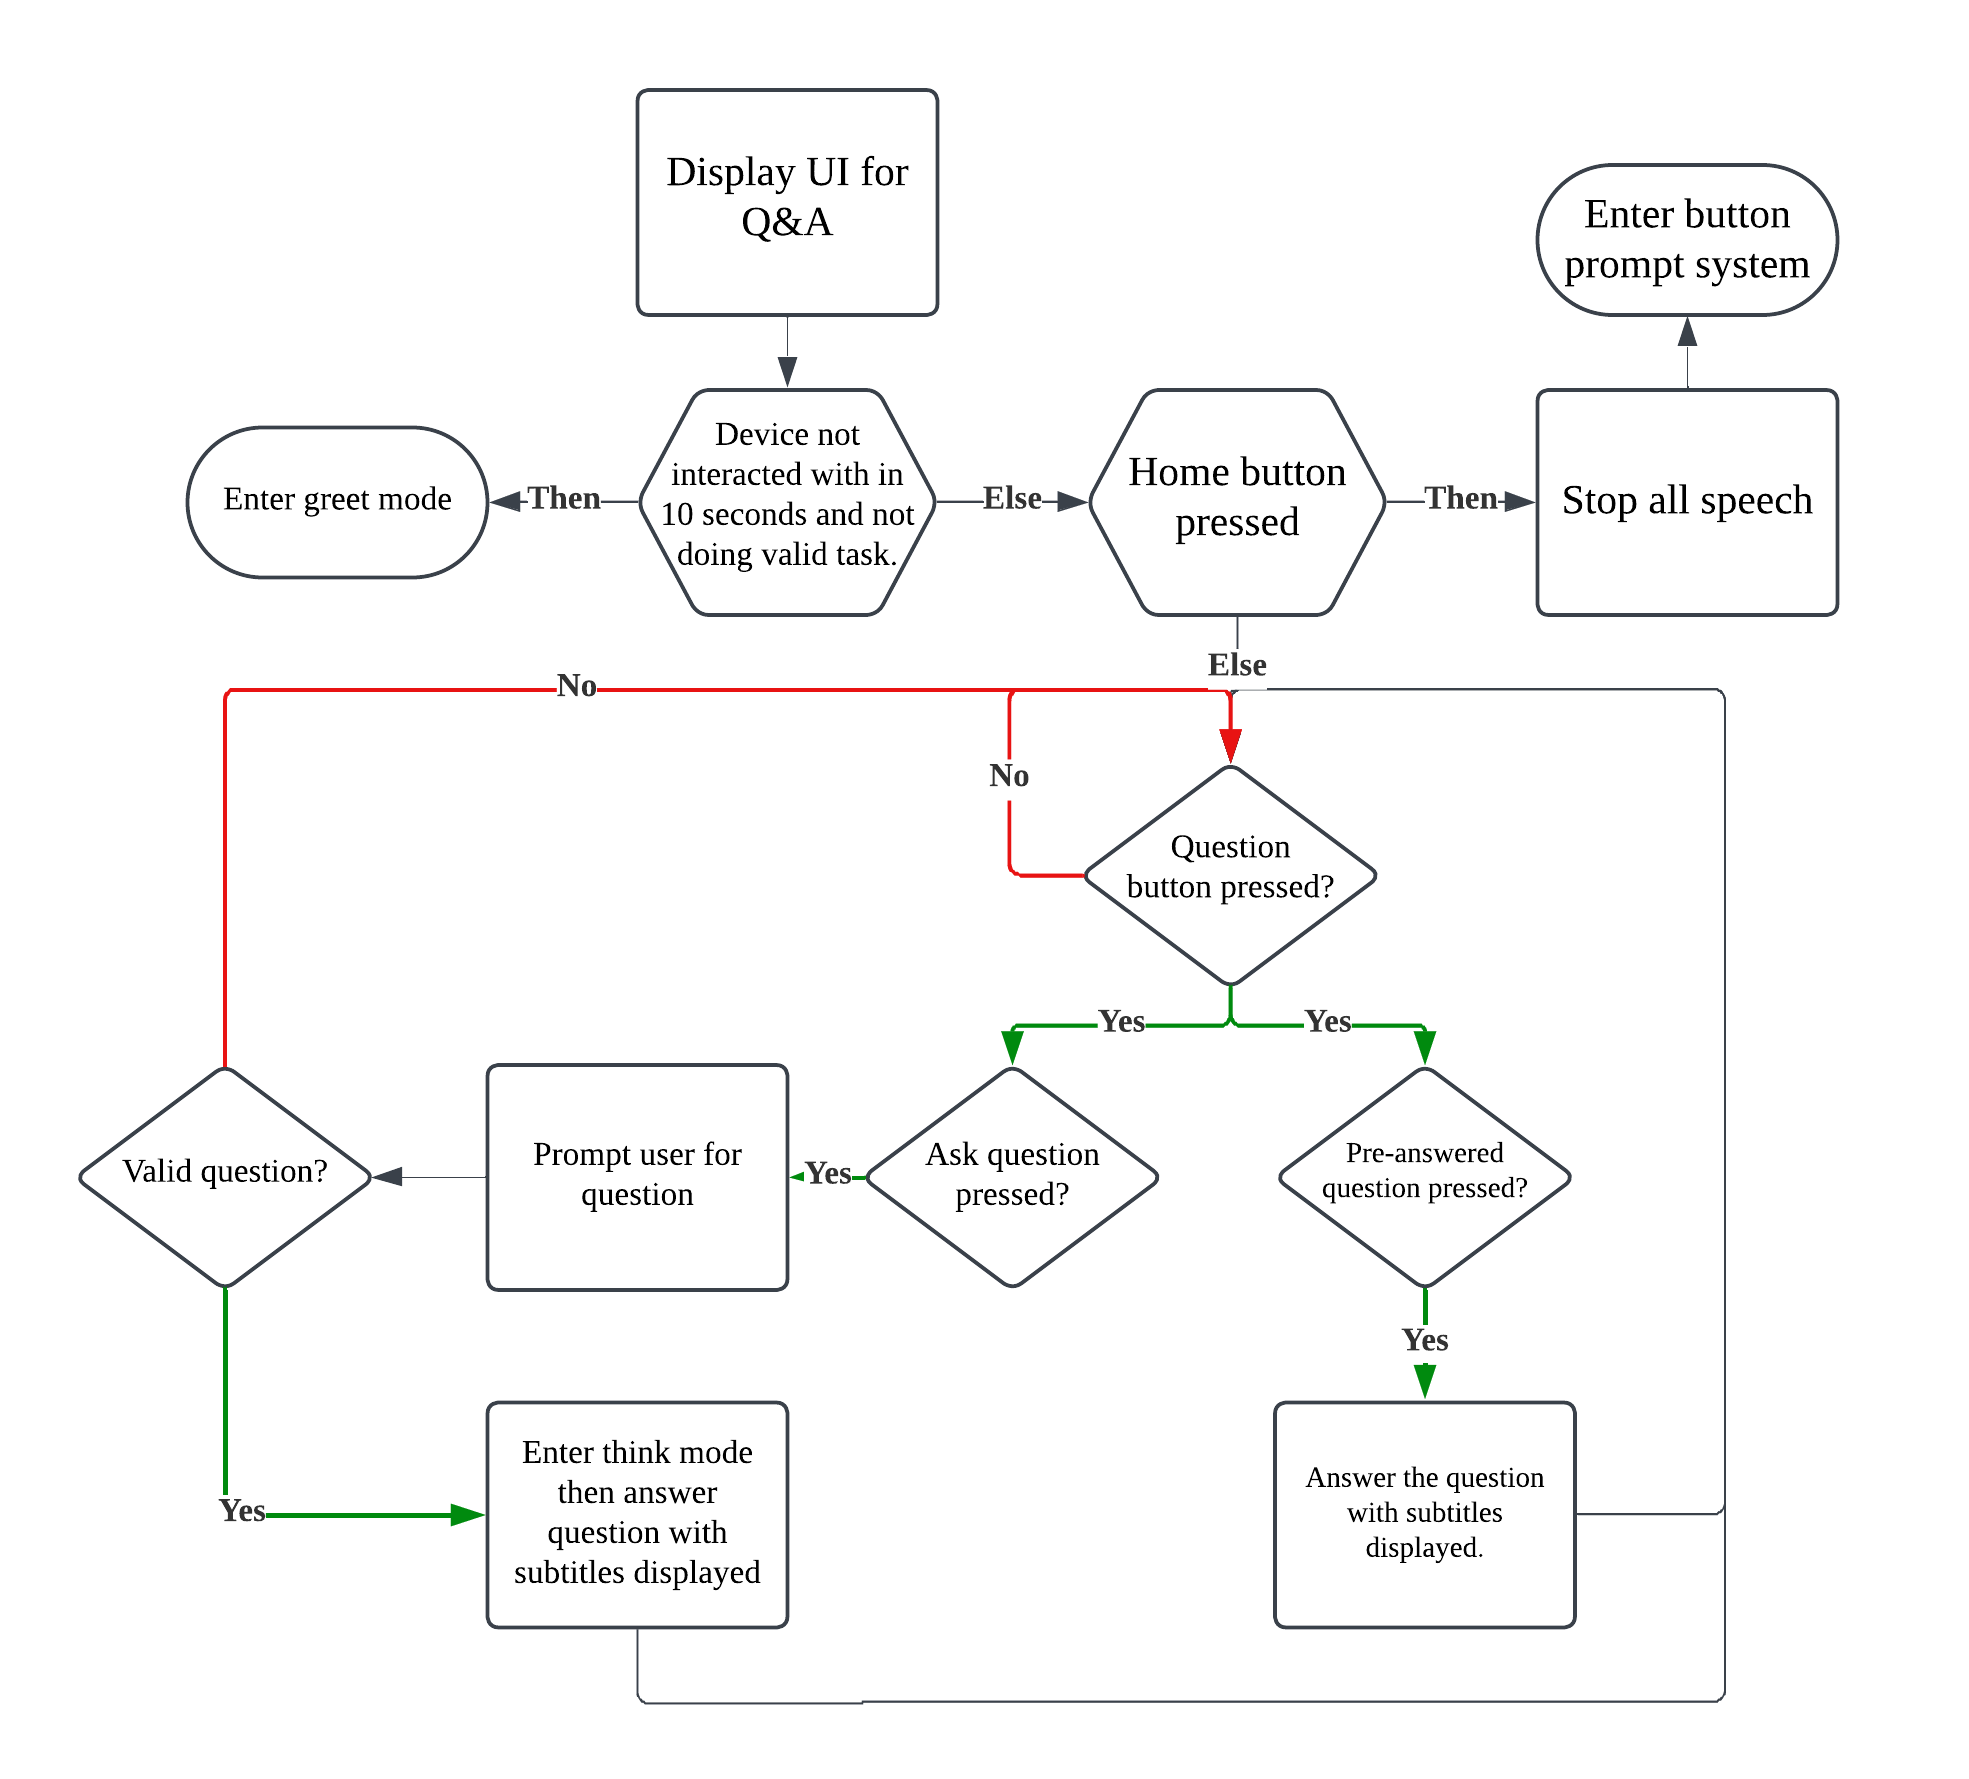 Display UI for
Q&A
Enter button
prompt system
Enter greet mode
Then
Device not
interacted with in
10 seconds and not
doing valid task.
Else
Home button
pressed
Then
Stop all speech
Else
No
No
Question
button pressed?
Yes
Yes
Valid question?
Prompt user for
question
Yes
Ask question
pressed?
Pre-answered
question pressed?
Yes
Yes
Enter think mode
then answer
question with
subtitles displayed
Answer the question
with subtitles
displayed.